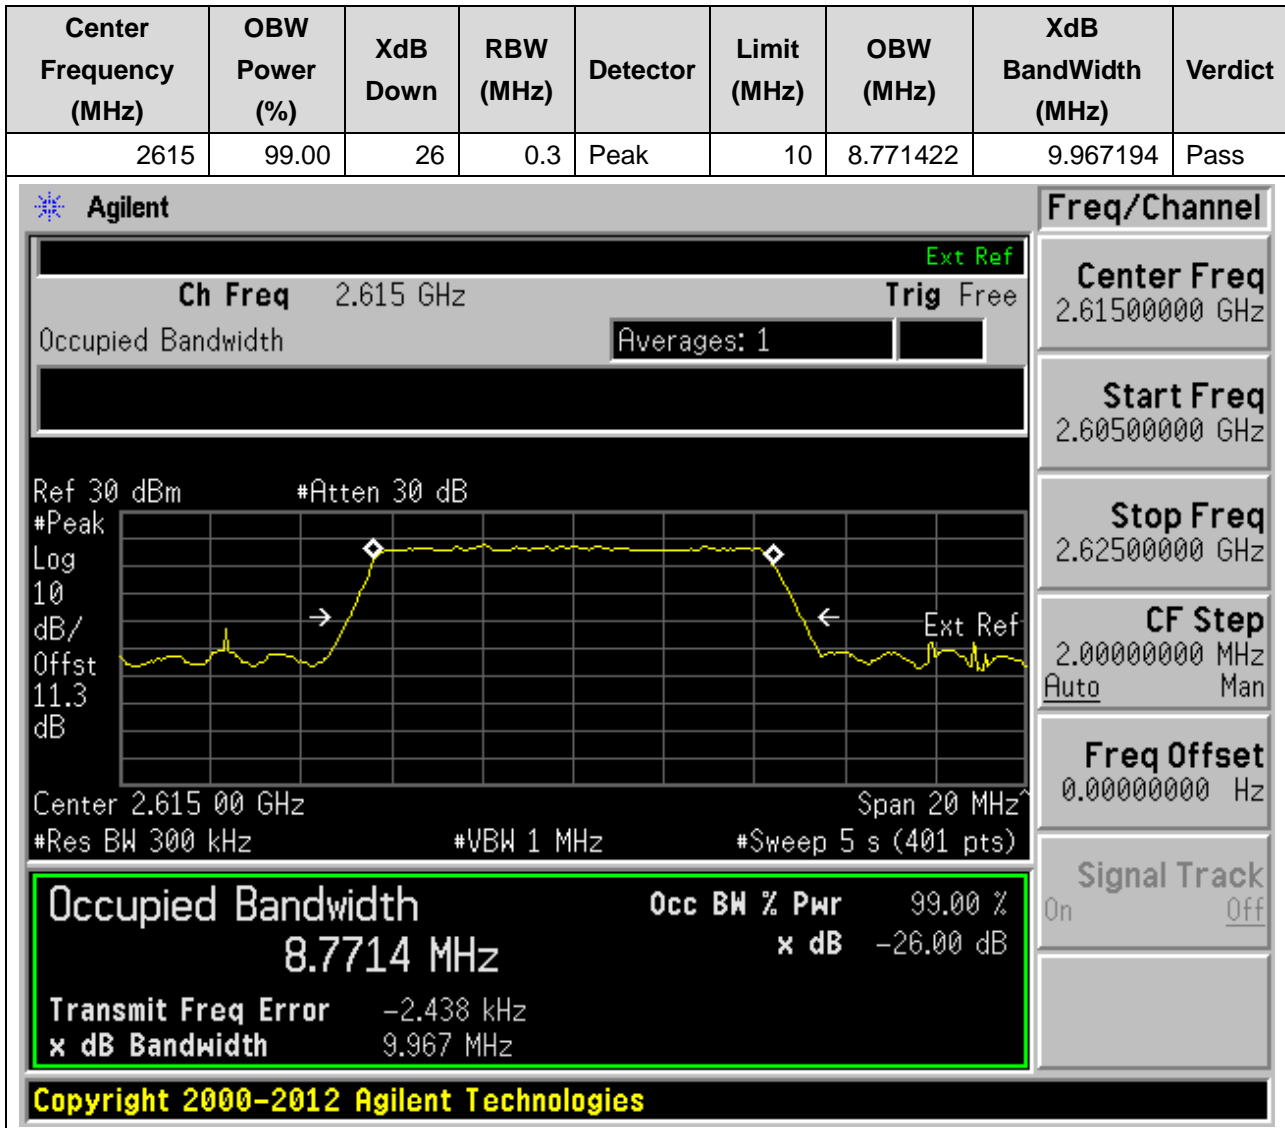 Center Frequency (MHz) OBW Power (%) XdB Down RBW (MHz) Detector Limit (MHz) OBW (MHz) XdB BandWidth (MHz) Verdict
2615 99.00 26 0.3 Peak 10 8.771422 9.967194 Pass
Agilent
Ext Ref
Ch Freq 2.615 GHz Trig Free
Occupied Bandwidth Averages: 1
Ref 30 dBm #Atten 30 dB
#Peak
Log
10
dB/
Offst
11.3
dB
Ext Ref
Center 2.615 00 GHz Span 20 MHz^
#Res BW 300 kHz #VBW 1 MHz #Sweep 5 s (401 pts)
Occupied Bandwidth Occ BW % Pwr 99.00 %
8.7714 MHz x dB -26.00 dB
Transmit Freq Error -2.438 kHz
x dB Bandwidth 9.967 MHz
Copyright 2000-2012 Agilent Technologies
Freq/Channel
Center Freq
2.61500000 GHz
Start Freq
2.60500000 GHz
Stop Freq
2.62500000 GHz
CF Step
2.00000000 MHz
Auto Man
Freq Offset
0.00000000 Hz
Signal Track
On Off